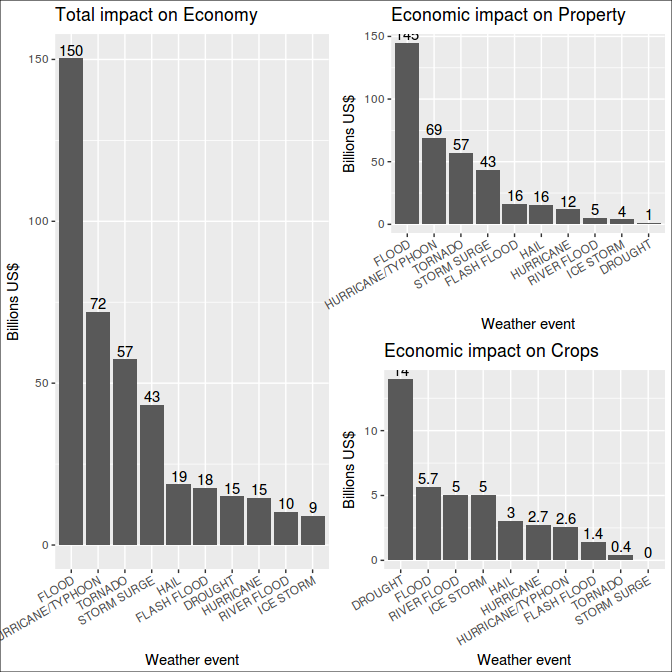 Total impact on Economy
Billions US$
150
100
50
0
150
72
57
43
19
18
15
15
10
9
FLOOD
URRICANE/TYPHOON
TORNADO
STORM SURGE
HAIL
FLASH FLOOD
DROUGHT
HURRICANE
RIVER FLOOD
ICE STORM
Weather event
Economic impact on Property
Billions US$
150
100
50
0
145
69
57
43
16
16
12
5
4
1
FLOOD
HURRICANE/TYPHOON
TORNADO
STORM SURGE
FLASH FLOOD
HAIL
HURRICANE
RIVER FLOOD
ICE STORM
DROUGHT
Weather event
Economic impact on Crops
Billions US$
10
5
0
14
5.7
5
5
3
2.7
2.6
1.4
0.4
0
DROUGHT
FLOOD
RIVER FLOOD
ICE STORM
HAIL
HURRICANE
HURRICANE/TYPHOON
FLASH FLOOD
TORNADO
STORM SURGE
Weather event